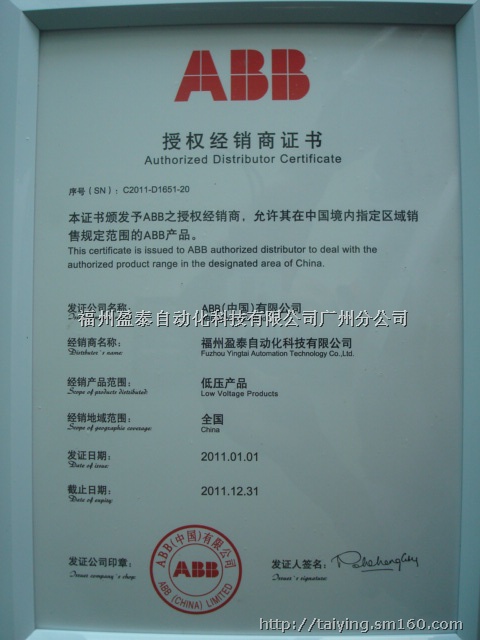 ABB
授权经销商证书
Authorized Distributor Certificate
序号（SN）: C2011-D1651-20
本证书颁发予ABB之授权经销商，允许其在中国境内指定区域销
售规定范围的ABB产品。
This certificate is issued to ABB authorized distributor to deal with the
authorized product range in the designated area of China.
发证公司名称: ABB(中国)有限公司
福州盈泰自动化科技有限公司广州分公司
经销商名称: 福州盈泰自动化科技有限公司
Distributor's name Fuzhou Yingtai Automation Technology Co.,Ltd.
经销产品范围: 低压产品
Scope of products distributed: Low Voltage Products
经销地域范围: 全国
Scope of geographic coverage: China
发证日期: 2011.01.01
Date of issue
截止日期: 2011.12.31
Date of expiry
ABB(中国)有限公司
ABB
ABB (CHINA) LIMITED
发证公司印章: 发证人签名:
Issuer company's chop: Issuer's signature
http://taiying.sm160.com/